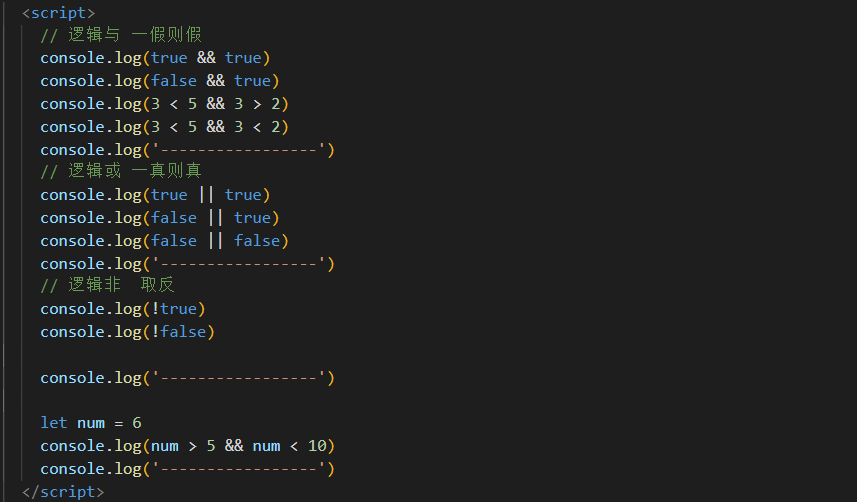 <script>
// 逻辑与 一假则假
console.log(true && true)
console.log(false && true)
console.log(3 < 5 && 3 > 2)
console.log(3 < 5 && 3 < 2)
console.log('-----------------')
// 逻辑或 一真则真
console.log(true || true)
console.log(false || true)
console.log(false || false)
console.log('-----------------')
// 逻辑非  取反
console.log(!true)
console.log(!false)
console.log('-----------------')
let num = 6
console.log(num > 5 && num < 10)
console.log('-----------------')
</script>